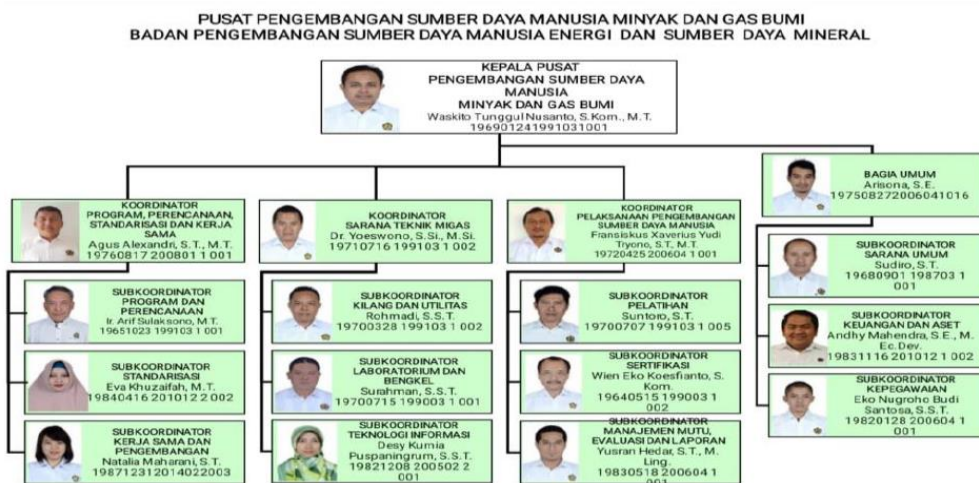 PUSAT PENGEMBANGAN SUMBER DAYA MANUSIA MINYAK DAN GAS BUMI
BADAN PENGEMBANGAN SUMBER DAYA MANUSIA ENERGI DAN SUMBER DAYA MINERAL
KEPALA PUSAT
PENGEMBANGAN SUMBER DAYA
MANUSIA
MINYAK DAN GAS BUMI
Waskito Tunggul Nusanto, S.Kom., M.T.
196901241991031001
KOORDINATOR
PROGRAM, PERENCANAAN,
STANDARISASI DAN KERJA
SAMA
Agus Alexandri, S.T., M.T.
19760817 200801 1 001
SUBKOORDINATOR
PROGRAM DAN
PERENCANAAN
Ir. Arif Sulaksono, M.T.
19651023 199103 1 001
SUBKOORDINATOR
STANDARISASI
Eva Khuzaifah, M.T.
19840416 201012 2 002
SUBKOORDINATOR
KERJA SAMA DAN
PENGEMBANGAN
Natalia Maharani, S.T.
198712312014022003
KOORDINATOR
SARANA TEKNIK MIGAS
Dr. Yoeswono, S.Si., M.Si.
19710716 199103 1 002
SUBKOORDINATOR
KILANG DAN UTILITAS
Rohmadi, S.S.T.
19700328 199103 1 002
SUBKOORDINATOR
LABORATORIUM DAN
BENGKEL
Surahman, S.S.T.
19700715 199003 1 001
SUBKOORDINATOR
TEKNOLOGI INFORMASI
Desy Kurnia
Puspaningrum, S.S.T.
19821208 200502 2
001
KOORDINATOR
PELAKSANAAN PENGEMBANGAN
SUMBER DAYA MANUSIA
Fransiskus Xaverius Yudi
Tryono, S.T, M.T.
19720425 200604 1 001
SUBKOORDINATOR
PELATIHAN
Suntoro, S.T.
19700707 199103 1 005
SUBKOORDINATOR
SERTIFIKASI
Wien Eko Koesfianto, S.
Kom.
19640515 199003 1
002
SUBKOORDINATOR
MANAJEMEN MUTU,
EVALUASI DAN LAPORAN
Yusran Hedar, S.T., M.
Ling.
19830518 200604 1
001
BAGIA UMUM
Arisona, S.E.
197508272006041016
SUBKOORDINATOR
SARANA UMUM
Sudiro, S.T.
19680901 198703 1
001
SUBKOORDINATOR
KEUANGAN DAN ASET
Andhy Mahendra, S.E., M.
Ec.Dev.
19831116 201012 1 002
SUBKOORDINATOR
KEPEGAWAIAN
Eko Nugroho Budi
Santosa, S.S.T.
19820128 200604 1
001